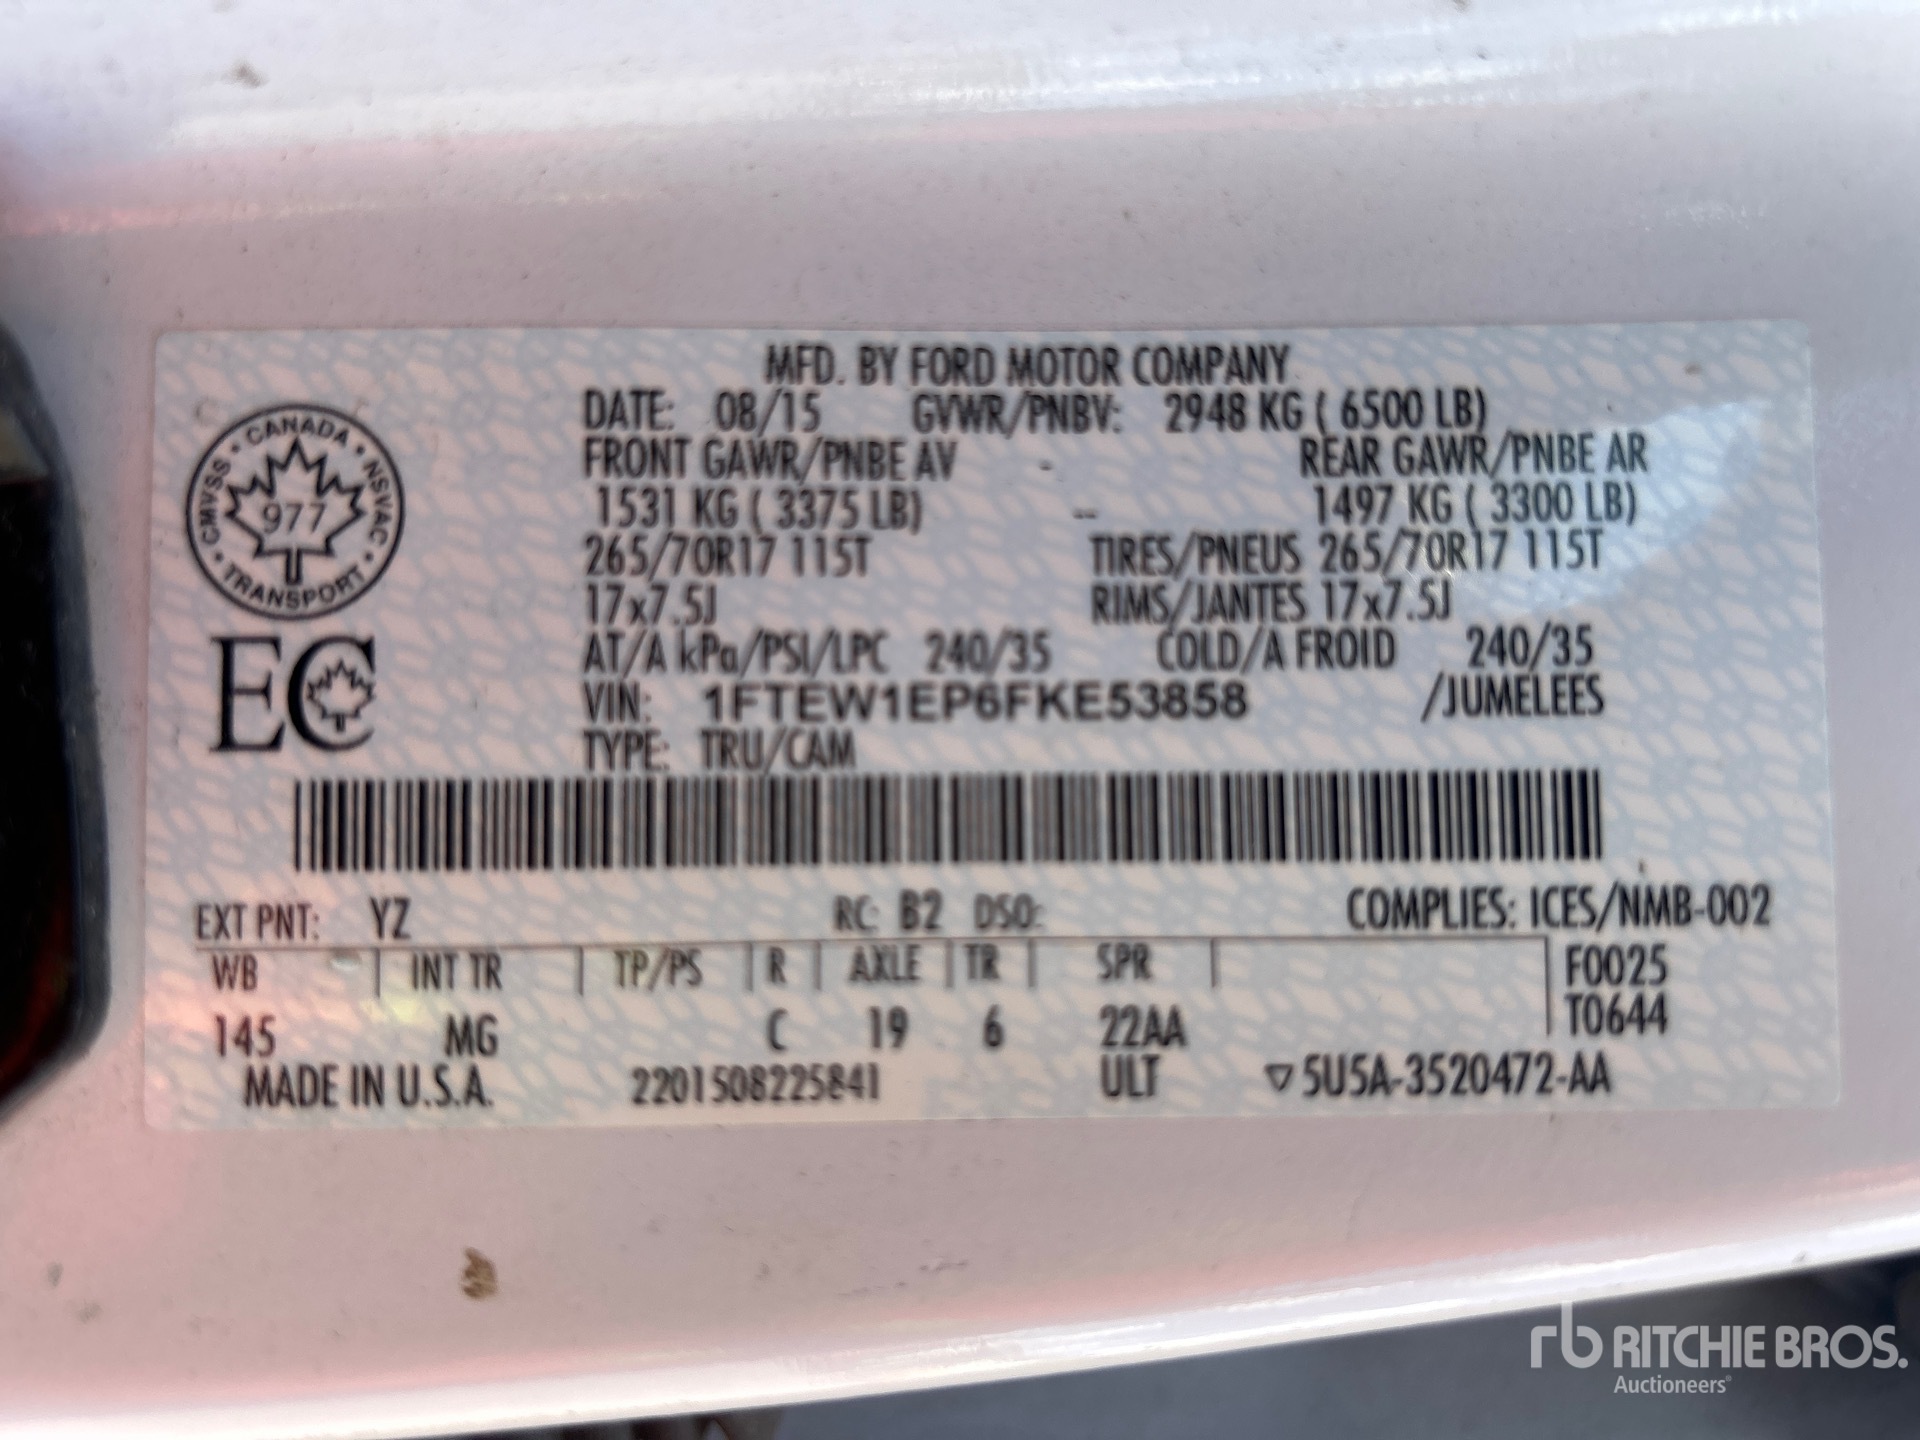 MFD. BY FORD MOTOR COMPANY
DATE: 08/15 GVWR/PNBV: 2948 KG ( 6500 LB)
FRONT GAWR/PNBE AV - REAR GAWR/PNBE AR
1531 KG ( 3375 LB) -- 1497 KG ( 3300 LB)
265/70R17 115T TIRES/PNEUS 265/70R17 115T
17x7.5J RIMS/JANTES 17x7.5J
AT/A kPa/PSI/LPC 240/35 COLD/A FROID 240/35
VIN: 1FTEW1EP6FKE53858 /JUMELEES
TYPE: TRU/CAM
CANADA • NSVAC • TRANSPORT • CMVSS •
977
EC
EXT PNT: YZ RC: B2 DSO: COMPLIES: ICES/NMB-002
WB | INT TR | TP/PS | R | AXLE | TR | SPR | F0025
T0644
145 MG C 19 6 22AA
MADE IN U.S.A. 2201508225841 ULT ▽ 5U5A-3520472-AA
rb RITCHIE BROS.
Auctioneers®